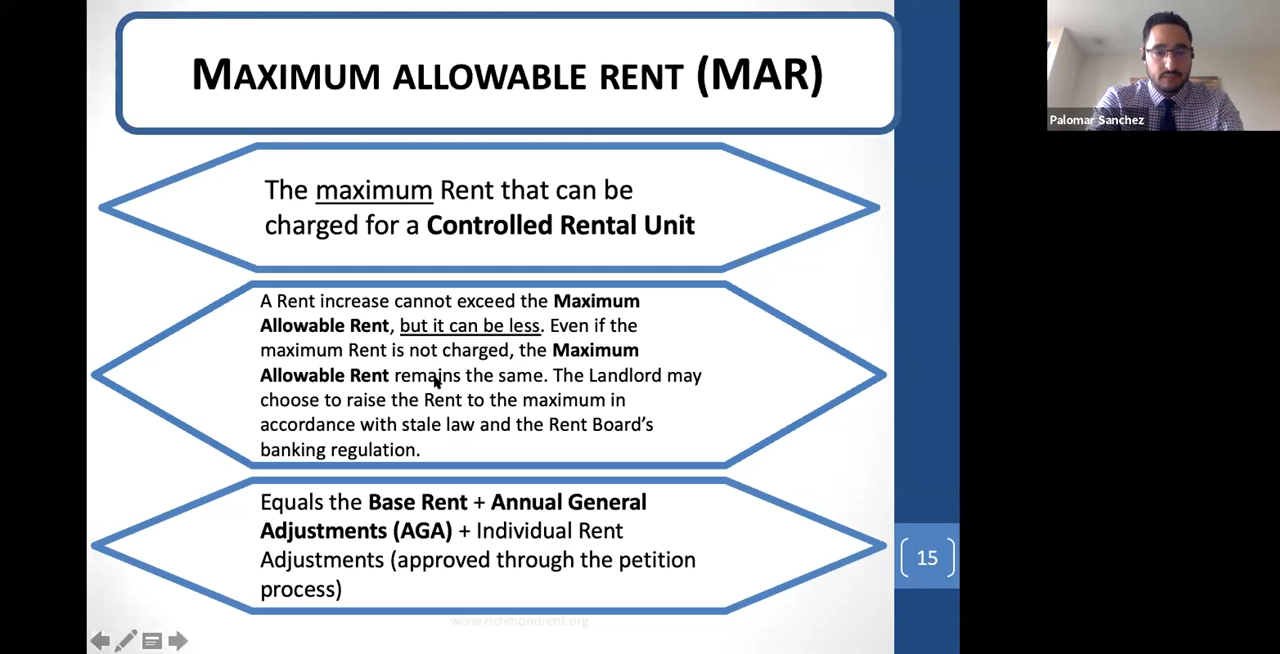 MAXIMUM ALLOWABLE RENT (MAR)
Palomar Sanchez
The maximum Rent that can be
charged for a Controlled Rental Unit
A Rent increase cannot exceed the Maximum
Allowable Rent, but it can be less. Even if the
maximum Rent is not charged, the Maximum
Allowable Rent remains the same. The Landlord may
choose to raise the Rent to the maximum in
accordance with stale law and the Rent Board's
banking regulation.
Equals the Base Rent + Annual General
Adjustments (AGA) + Individual Rent
Adjustments (approved through the petition
process)
15
www.richmondrent.org